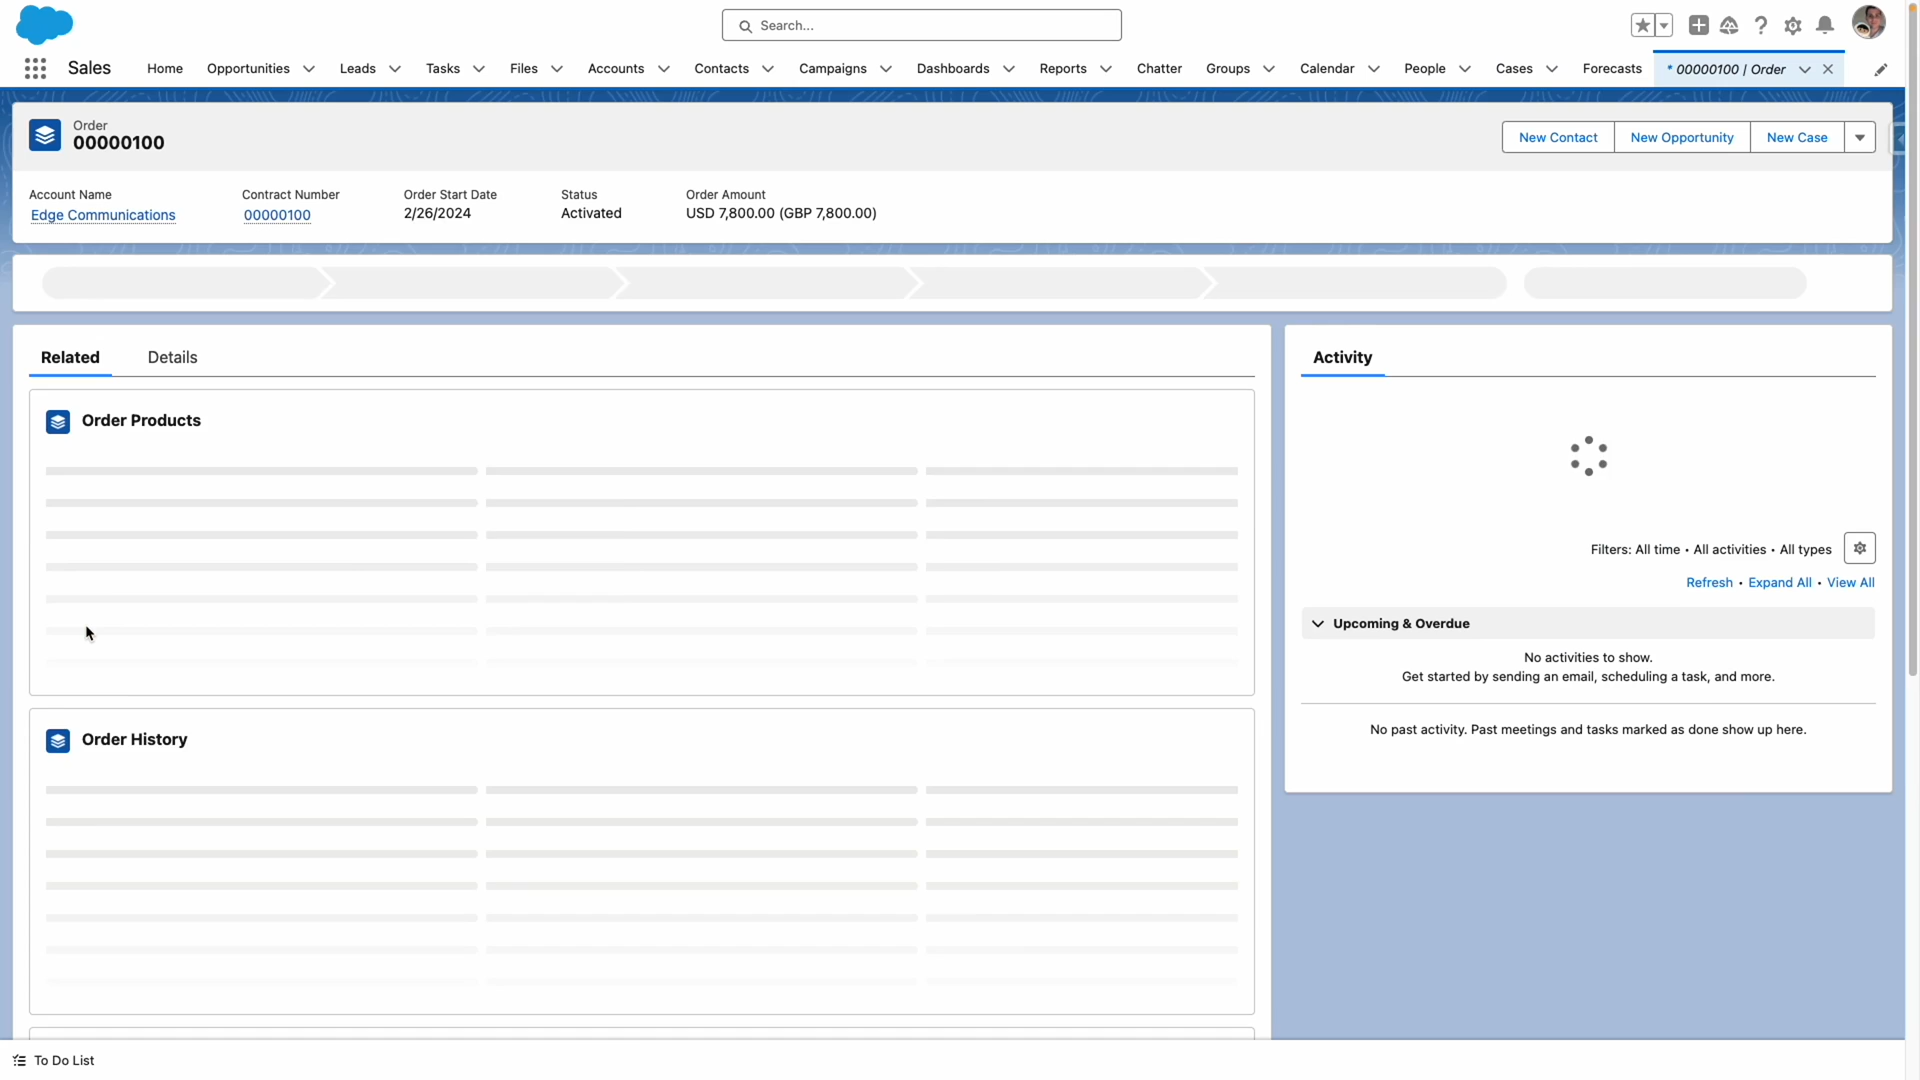 Search...
Sales
Home
Opportunities
Leads
Tasks
Files
Accounts
Contacts
Campaigns
Dashboards
Reports
Chatter
Groups
Calendar
People
Cases
Forecasts
* 00000100 | Order
Order
00000100
New Contact
New Opportunity
New Case
Account Name
Edge Communications
Contract Number
00000100
Order Start Date
2/26/2024
Status
Activated
Order Amount
USD 7,800.00 (GBP 7,800.00)
Related
Details
Order Products
Order History
Activity
Filters: All time • All activities • All types
Refresh • Expand All • View All
Upcoming & Overdue
No activities to show.
Get started by sending an email, scheduling a task, and more.
No past activity. Past meetings and tasks marked as done show up here.
To Do List